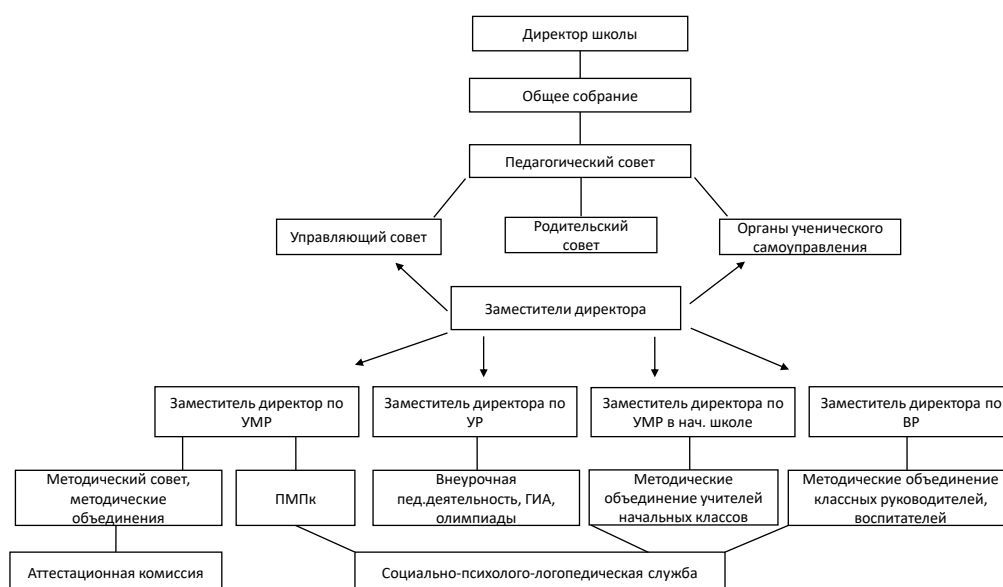 Директор школы
Общее собрание
Педагогический совет
Управляющий совет
Родительский
совет
Органы ученического
самоуправления
Заместители директора
Заместитель директор по
УМР
Заместитель директора по
УР
Заместитель директора по
УМР в нач. школе
Заместитель директора по
ВР
Методический совет,
методические
объединения
ПМПк
Внеурочная
пед.деятельность, ГИА,
олимпиады
Методические
объединение учителей
начальных классов
Методические объединение
классных руководителей,
воспитателей
Аттестационная комиссия
Социально-психолого-логопедическая служба